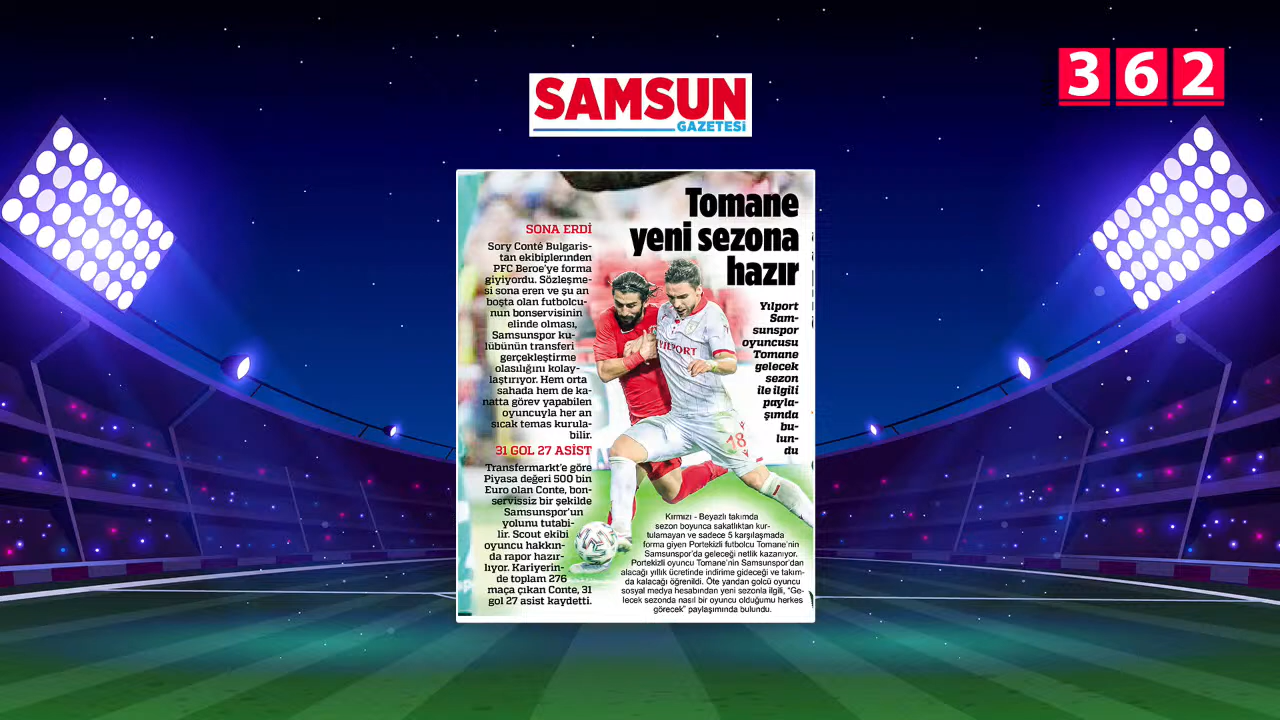 SAMSUN
GAZETESİ
362
Tomane
yeni sezona
hazır
SONA ERDİ
Sory Conté Bulgaris-
tan ekibiplerinden
PFC Beroe'ye forma
giyiyordu. Sözleşme-
si sona eren ve şu an
boşta olan futbolcu-
nun bonservisinin
elinde olması,
Samsunspor ku-
lübünün transferi
gerçekleştirme
olasılığını kolay-
laştırıyor. Hem orta
sahada hem de ka-
natta görev yapabilen
oyuncuyla her an
sıcak temas kurula-
bilir.
31 GOL 27 ASİST
Transfermarkt'e göre
Piyasa değeri 500 bin
Euro olan Conte, bon-
servissiz bir şekilde
Samsunspor'un
yolunu tutabi-
lir. Scout ekibi
oyuncu hakkın-
da rapor hazır-
lıyor. Kariyerin-
de toplam 276
maça çıkan Conte, 31
gol 27 asist kaydetti.
Yılport
Sam-
sunspor
oyuncusu
Tomane
gelecek
sezon
ile ilgili
payla-
şımda
bu-
lun-
du
YILPORT
18
Kırmızı - Beyazlı takımda
sezon boyunca sakatlıktan kur-
tulamayan ve sadece 5 karşılaşmada
forma giyen Portekizli futbolcu Tomane'nin
Samsunspor'da geleceği netlik kazanıyor.
Portekizli oyuncu Tomane'nin Samsunspor'dan
alacağı yıllık ücretinde indirime gideceği ve takım-
da kalacağı öğrenildi. Öte yandan golcü oyuncu
sosyal medya hesabından yeni sezonla ilgili, "Ge-
lecek sezonda nasıl bir oyuncu olduğumu herkes
görecek" paylaşımında bulundu.